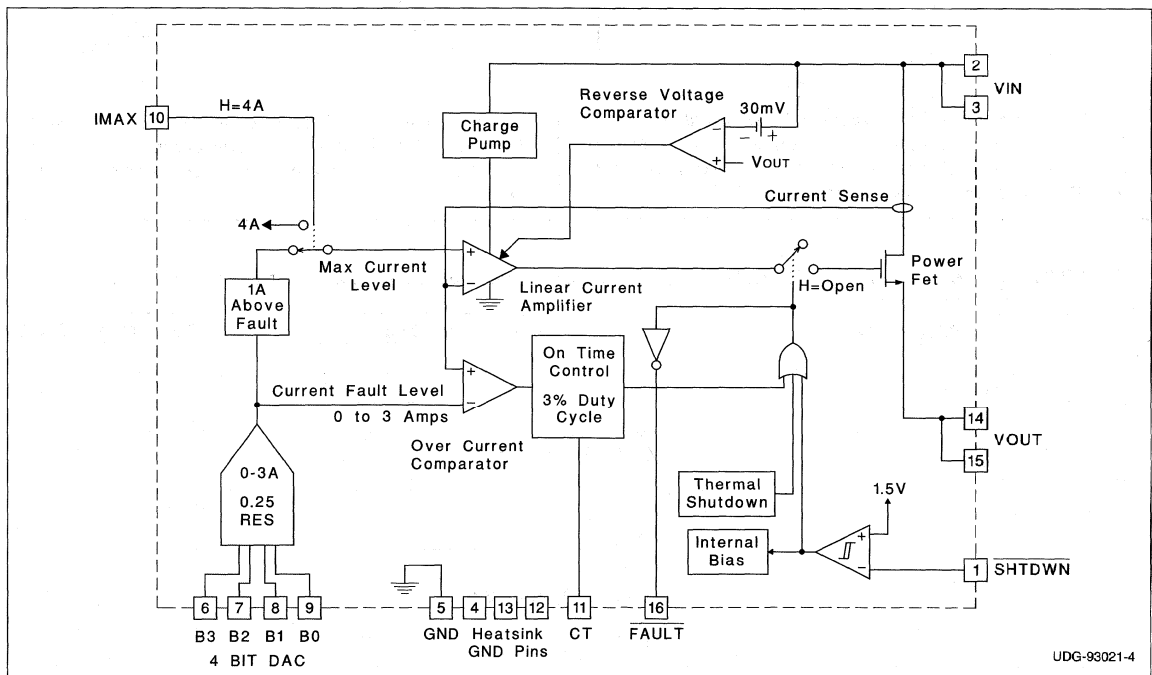 2
VIN
3
H=4A
IMAX 10
Reverse Voltage
Comparator
30mV
Charge
Pump
−
− +
+
VOUT
Current Sense
4A
+
−
Max Current
Level
Linear Current
Amplifier
H=Open
Power
Fet
1A
Above
Fault
On Time
Control
3% Duty
Cycle
+
−
Current Fault Level
0 to 3 Amps
Over Current
Comparator
14
VOUT
15
0-3A
0.25
RES
Thermal
Shutdown
1.5V
Internal
Bias
+
−
1 SHTDWN
6 7 8 9
B3 B2 B1 B0
4 BIT DAC
5 4 13 12 11 16
GND Heatsink
GND Pins
CT FAULT
UDG-93021-4